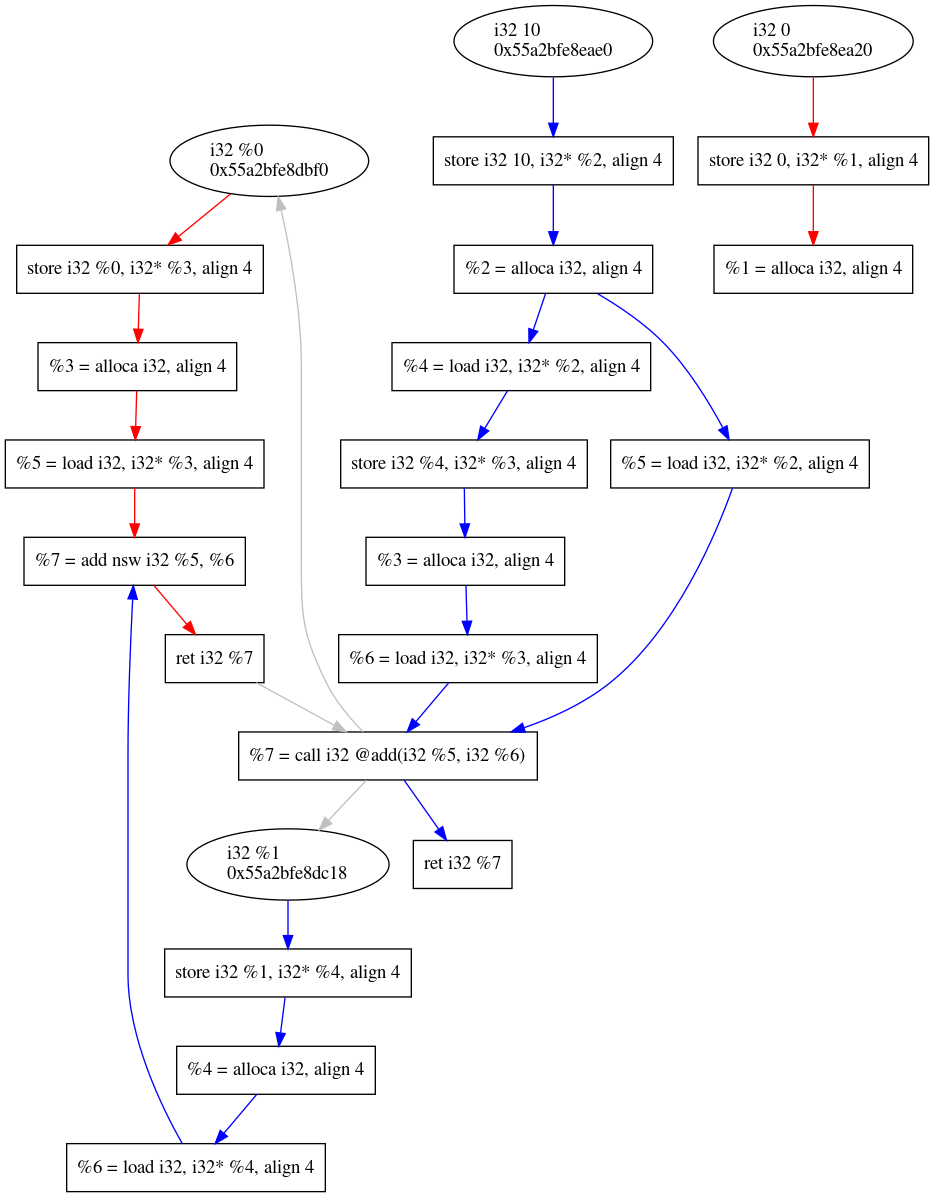 i32 10
0x55a2bfe8eae0
i32 0
0x55a2bfe8ea20
i32 %0
0x55a2bfe8dbf0
store i32 10, i32* %2, align 4
store i32 0, i32* %1, align 4
store i32 %0, i32* %3, align 4
%2 = alloca i32, align 4
%1 = alloca i32, align 4
%3 = alloca i32, align 4
%4 = load i32, i32* %2, align 4
%5 = load i32, i32* %3, align 4
store i32 %4, i32* %3, align 4
%5 = load i32, i32* %2, align 4
%7 = add nsw i32 %5, %6
%3 = alloca i32, align 4
ret i32 %7
%6 = load i32, i32* %3, align 4
%7 = call i32 @add(i32 %5, i32 %6)
i32 %1
0x55a2bfe8dc18
ret i32 %7
store i32 %1, i32* %4, align 4
%4 = alloca i32, align 4
%6 = load i32, i32* %4, align 4